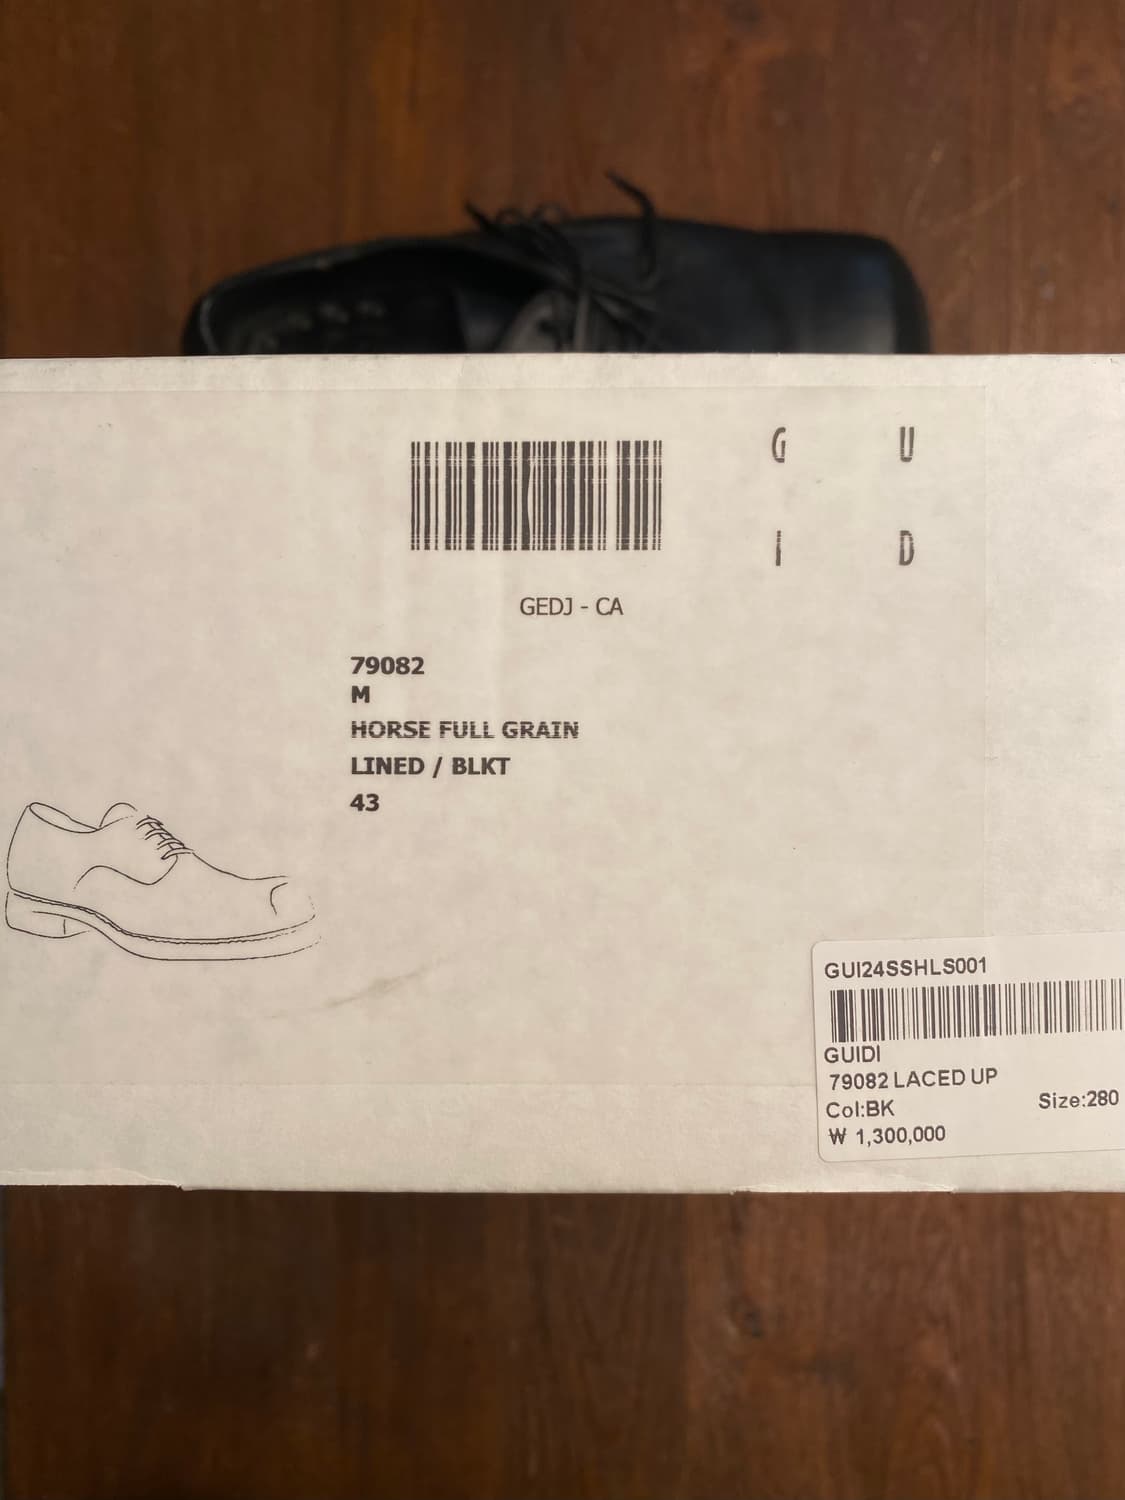 G U
I D
GEDJ - CA
79082
M
HORSE FULL GRAIN
LINED / BLKT
43
GUI24SSHLS001
GUIDI
79082 LACED UP
Col:BK Size:280
₩ 1,300,000